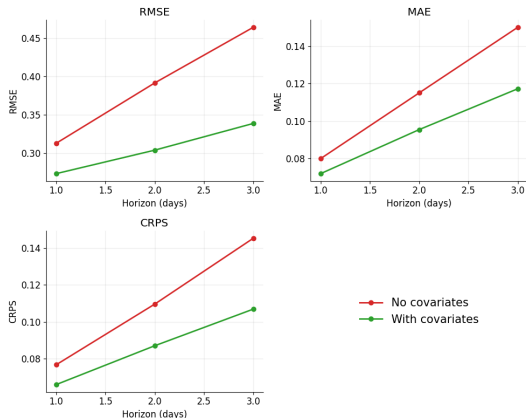 RMSE
0.45
0.40
0.35
0.30
RMSE
1.0 1.5 2.0 2.5 3.0
Horizon (days)
MAE
0.14
0.12
0.10
0.08
MAE
1.0 1.5 2.0 2.5 3.0
Horizon (days)
CRPS
0.14
0.12
0.10
0.08
CRPS
1.0 1.5 2.0 2.5 3.0
Horizon (days)
No covariates
With covariates